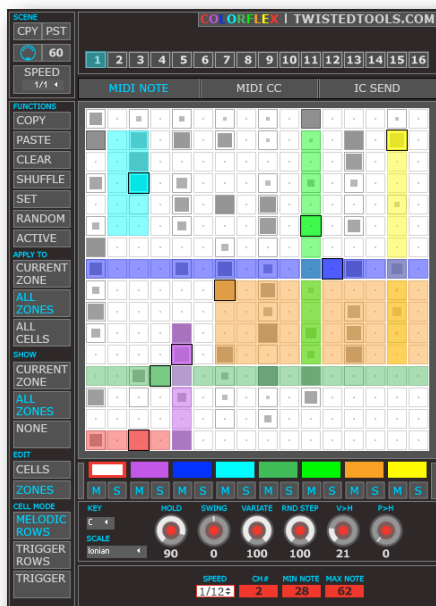 SCENE
COLORFLEX | TWISTEDTOOLS.COM
CPY PST
60
SPEED
1/1
1 2 3 4 5 6 7 8 9 10 11 12 13 14 15 16
MIDI NOTE MIDI CC IC SEND
FUNCTIONS
COPY
PASTE
CLEAR
SHUFFLE
SET
RANDOM
ACTIVE
APPLY TO
CURRENT
ZONE
ALL
ZONES
ALL
CELLS
SHOW
CURRENT
ZONE
ALL
ZONES
NONE
EDIT
CELLS
ZONES
CELL MODE
MELODIC
ROWS
TRIGGER
ROWS
TRIGGER
M S M S M S M S M S M S M S M S
KEY HOLD SWING VARIATE RND STEP V>H P>H
C
SCALE
Ionian
90 0 100 100 21 0
SPEED CH# MIN NOTE MAX NOTE
1/12 2 28 62